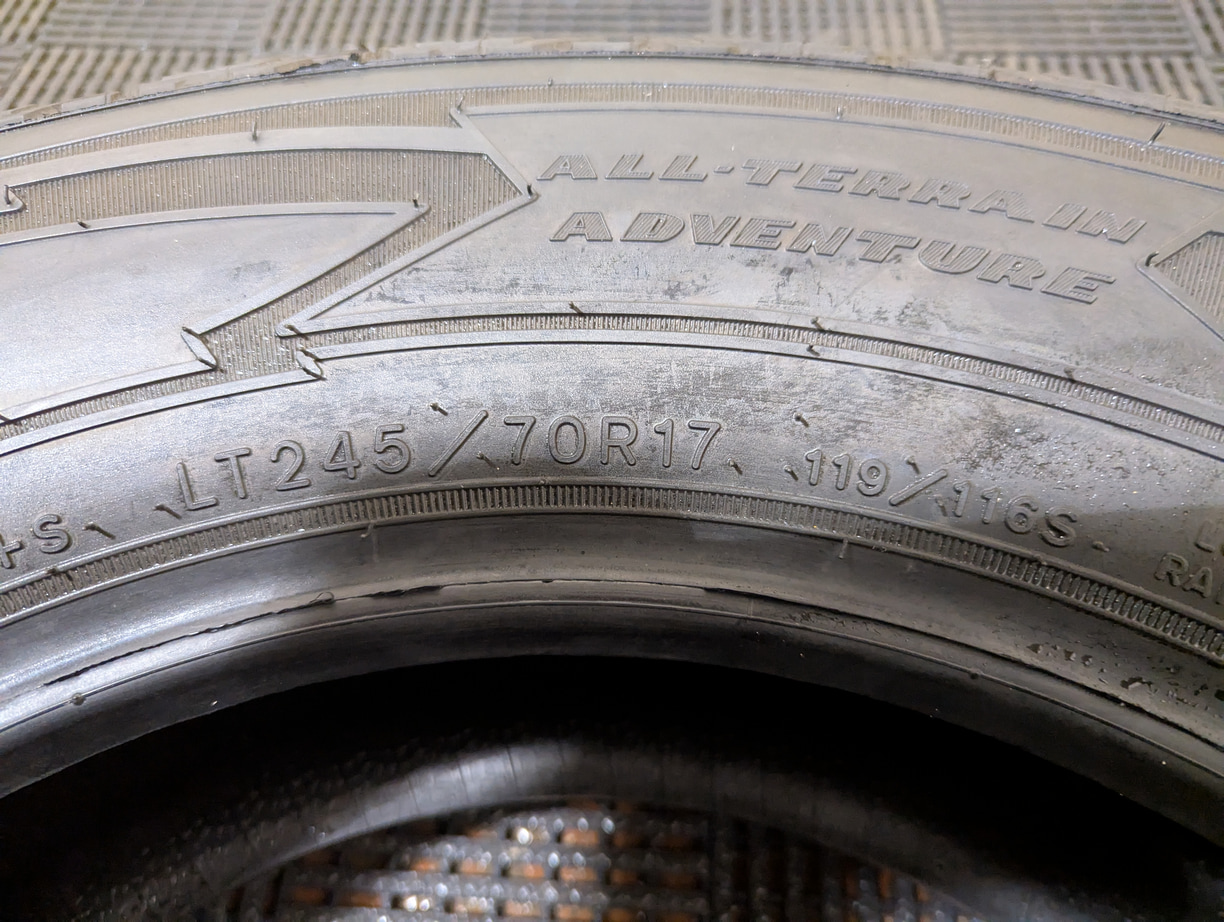 ALL-TERRAIN
ADVENTURE
+S LT245/70R17 119/116S